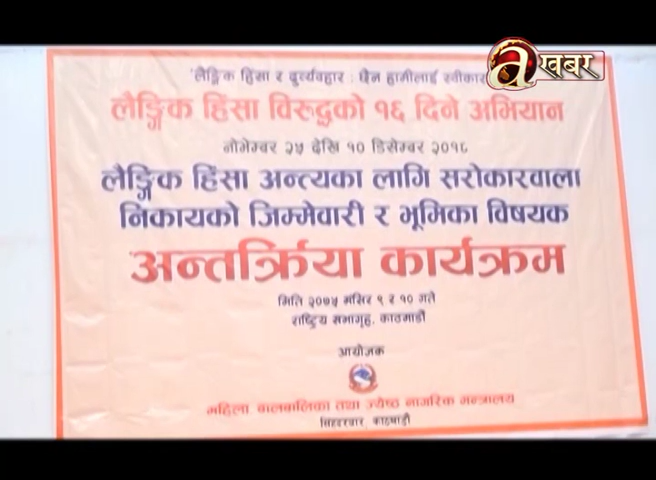 a खबर
'लैङ्गिक हिंसा र दुर्व्यवहार : छैन हामीलाई स्वीकार
लैङ्गिक हिंसा विरुद्धको १६ दिने अभियान
नोभेम्बर २५ देखि १० डिसेम्बर २०१८
लैङ्गिक हिंसा अन्त्यका लागि सरोकारवाला
निकायको जिम्मेवारी र भूमिका विषयक
अन्तर्क्रिया कार्यक्रम
मिति २०७५ मंसिर ९ र १० गते
राष्ट्रिय सभागृह, काठमाडौं
आयोजक
महिला बालबालिका तथा ज्येष्ठ नागरिक मन्त्रालय
सिंहदरबार, काठमाडौं